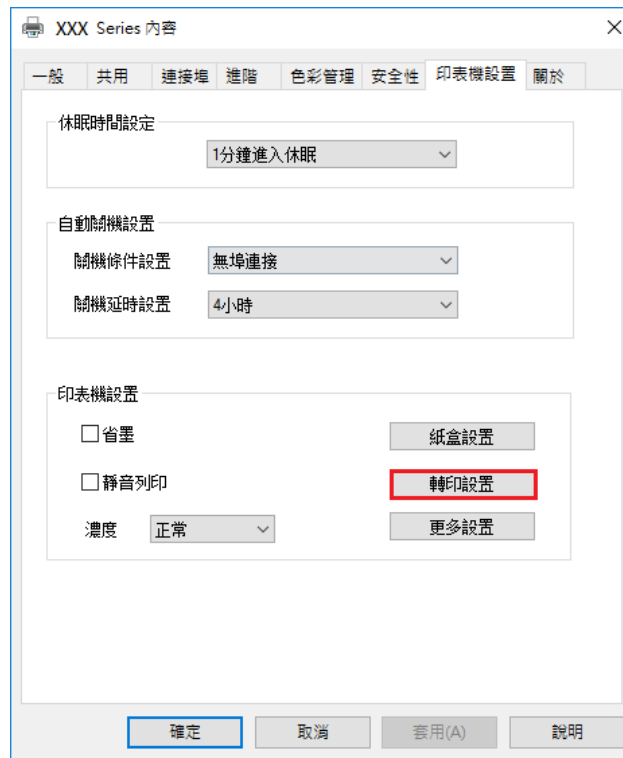 XXX Series 內容
一般 共用 連接埠 進階 色彩管理 安全性 印表機設置 關於
休眠時間設定
1分鐘進入休眠
自動關機設置
關機條件設置 無埠連接
關機延時設置 4小時
印表機設置
省墨 紙盒設置
靜音列印 轉印設置
濃度 正常 更多設置
確定 取消 套用(A) 說明